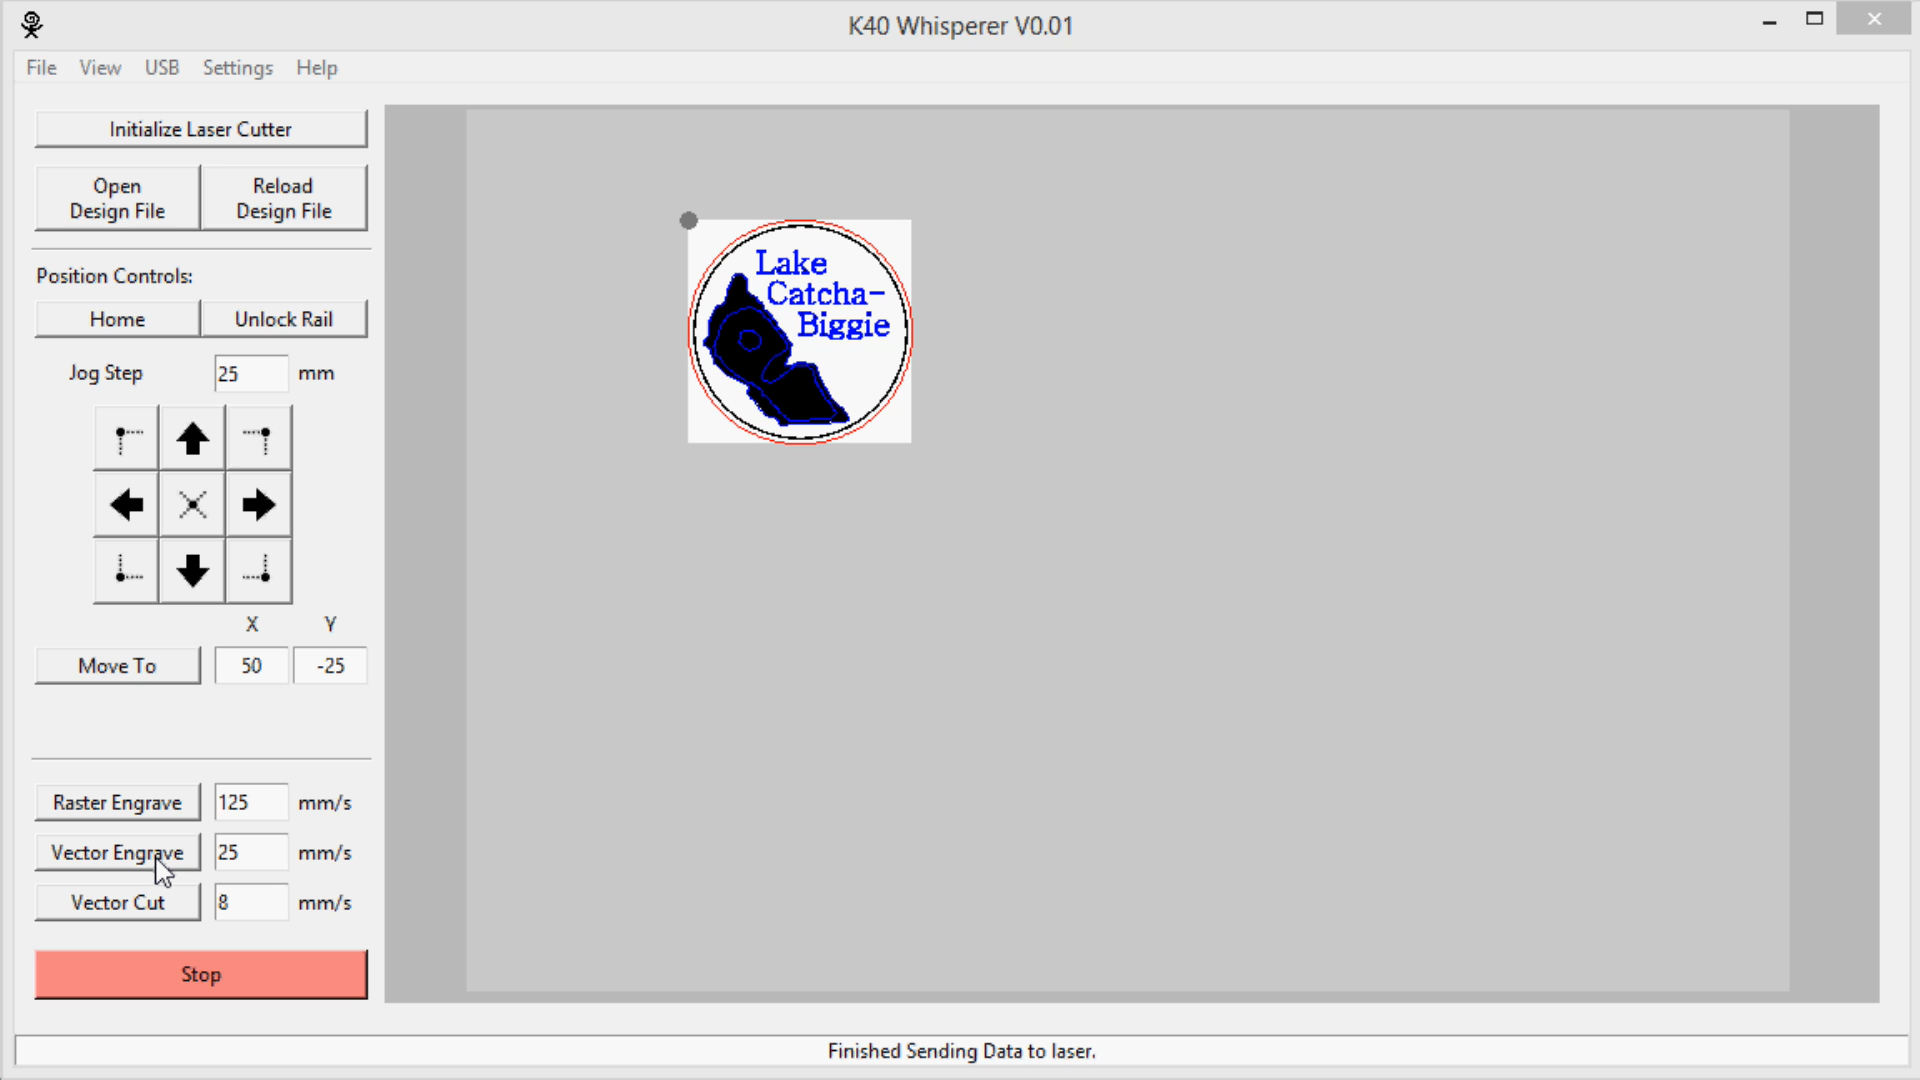 K40 Whisperer V0.01
File View USB Settings Help
Initialize Laser Cutter
Open
Design File
Reload
Design File
Position Controls:
Home
Unlock Rail
Jog Step 25 mm
X Y
Move To 50 -25
Raster Engrave 125 mm/s
Vector Engrave 25 mm/s
Vector Cut 8 mm/s
Stop
Lake
Catcha-
Biggie
Finished Sending Data to laser.